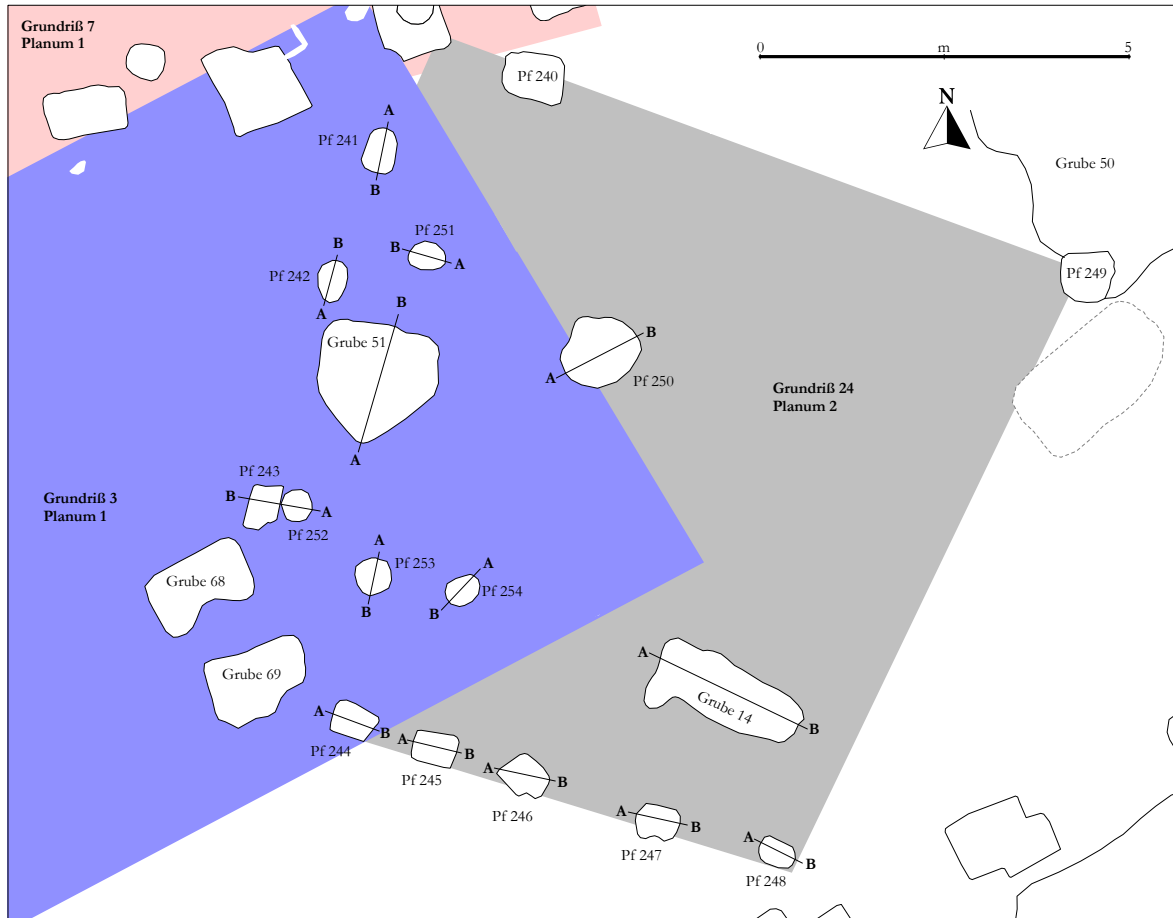 Grundriß 7
Planum 1
0 m 5
Pf 240
N
A
Pf 241
B
Grube 50
Pf 251
B
A
B
Pf 242
A
Pf 249
B
Grube 51
A
B
A
Pf 250
Grundriß 24
Planum 2
Pf 243
B
A
Pf 252
Grundriß 3
Planum 1
A
Pf 253
B
A
Pf 254
B
Grube 68
Grube 69
A
Grube 14
B
A
B
Pf 244
A
B
Pf 245
A
B
Pf 246
A
B
Pf 247
A
B
Pf 248